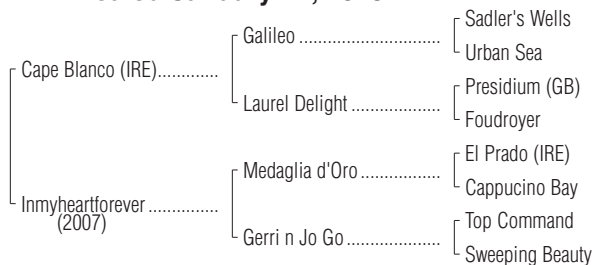 Sadler's Wells
Galileo
Urban Sea
Cape Blanco (IRE)
Presidium (GB)
Laurel Delight
Foudroyer
El Prado (IRE)
Medaglia d'Oro
Cappucino Bay
Inmyheartforever
(2007)
Top Command
Gerri n Jo Go
Sweeping Beauty